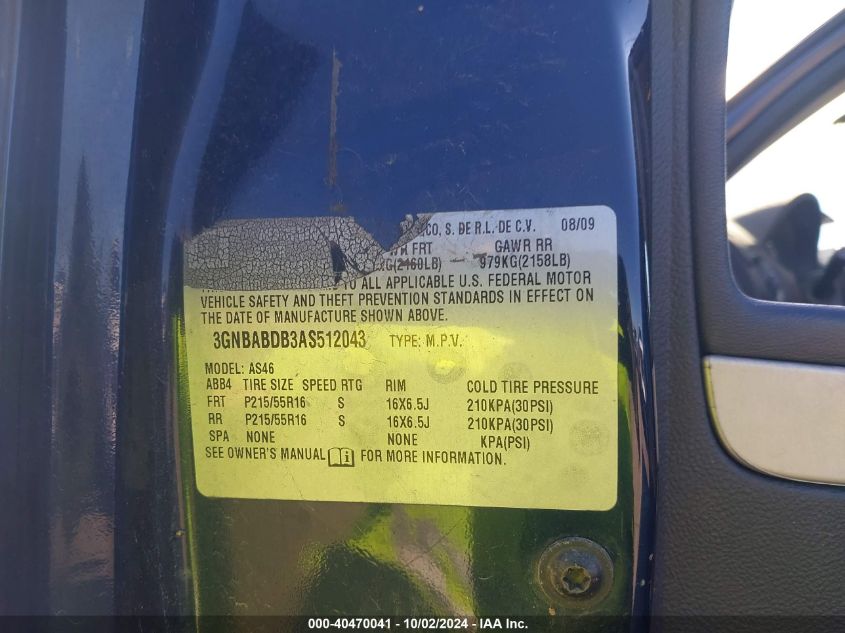 CO, S. DE R.L. DE C.V. 08/09
FRT GAWR RR
KG(2160LB) – 979KG(2158LB)
TO ALL APPLICABLE U.S. FEDERAL MOTOR
VEHICLE SAFETY AND THEFT PREVENTION STANDARDS IN EFFECT ON
THE DATE OF MANUFACTURE SHOWN ABOVE.
3GNBABDB3AS512043 TYPE: M.P.V.
MODEL: AS46
ABB4 TIRE SIZE SPEED RTG RIM COLD TIRE PRESSURE
FRT P215/55R16 S 16X6.5J 210KPA(30PSI)
RR P215/55R16 S 16X6.5J 210KPA(30PSI)
SPA NONE NONE KPA(PSI)
SEE OWNER'S MANUAL FOR MORE INFORMATION.
000-40470041 - 10/02/2024 - IAA Inc.